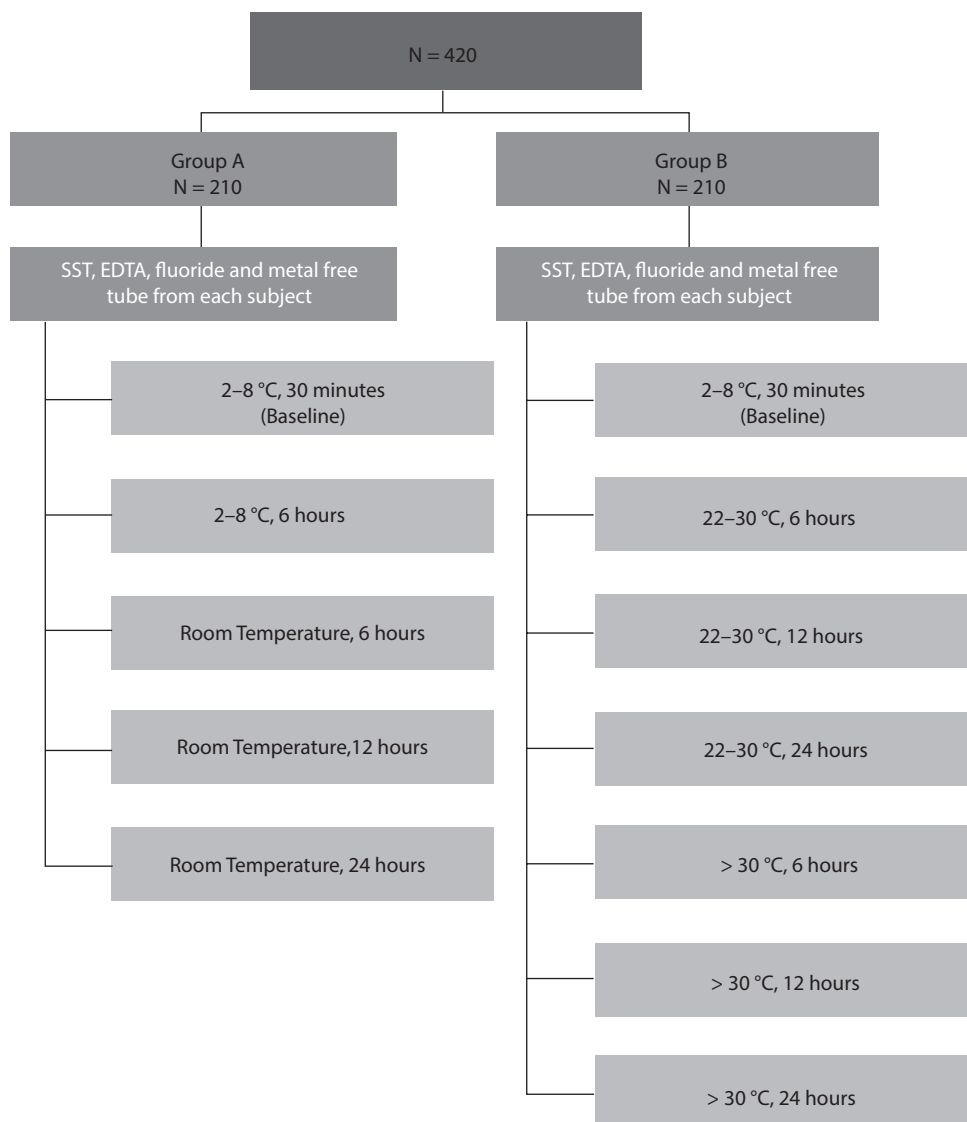 N = 420
Group A
N = 210
Group B
N = 210
SST, EDTA, fluoride and metal free
tube from each subject
SST, EDTA, fluoride and metal free
tube from each subject
2–8 °C, 30 minutes
(Baseline)
2–8 °C, 6 hours
Room Temperature, 6 hours
Room Temperature,12 hours
Room Temperature, 24 hours
2–8 °C, 30 minutes
(Baseline)
22–30 °C, 6 hours
22–30 °C, 12 hours
22–30 °C, 24 hours
> 30 °C, 6 hours
> 30 °C, 12 hours
> 30 °C, 24 hours